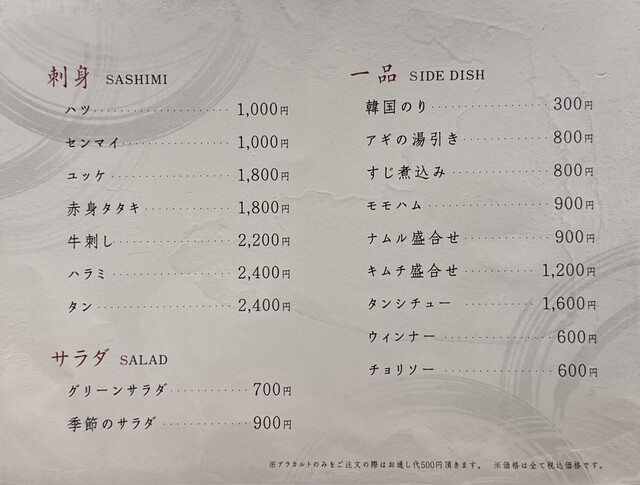 刺身 SASHIMI
ハツ 1,000円
センマイ 1,000円
ユッケ 1,800円
赤身タタキ 1,800円
牛刺し 2,200円
ハラミ 2,400円
タン 2,400円
サラダ SALAD
グリーンサラダ 700円
季節のサラダ 900円
一品 SIDE DISH
韓国のり 300円
アギの湯引き 800円
すじ煮込み 800円
モモハム 900円
ナムル盛合せ 900円
キムチ盛合せ 1,200円
タンシチュー 1,600円
ウィンナー 600円
チョリソー 600円
※アラカルトのみをご注文の際はお通し代500円頂きます。 ※価格は全て税込価格です。